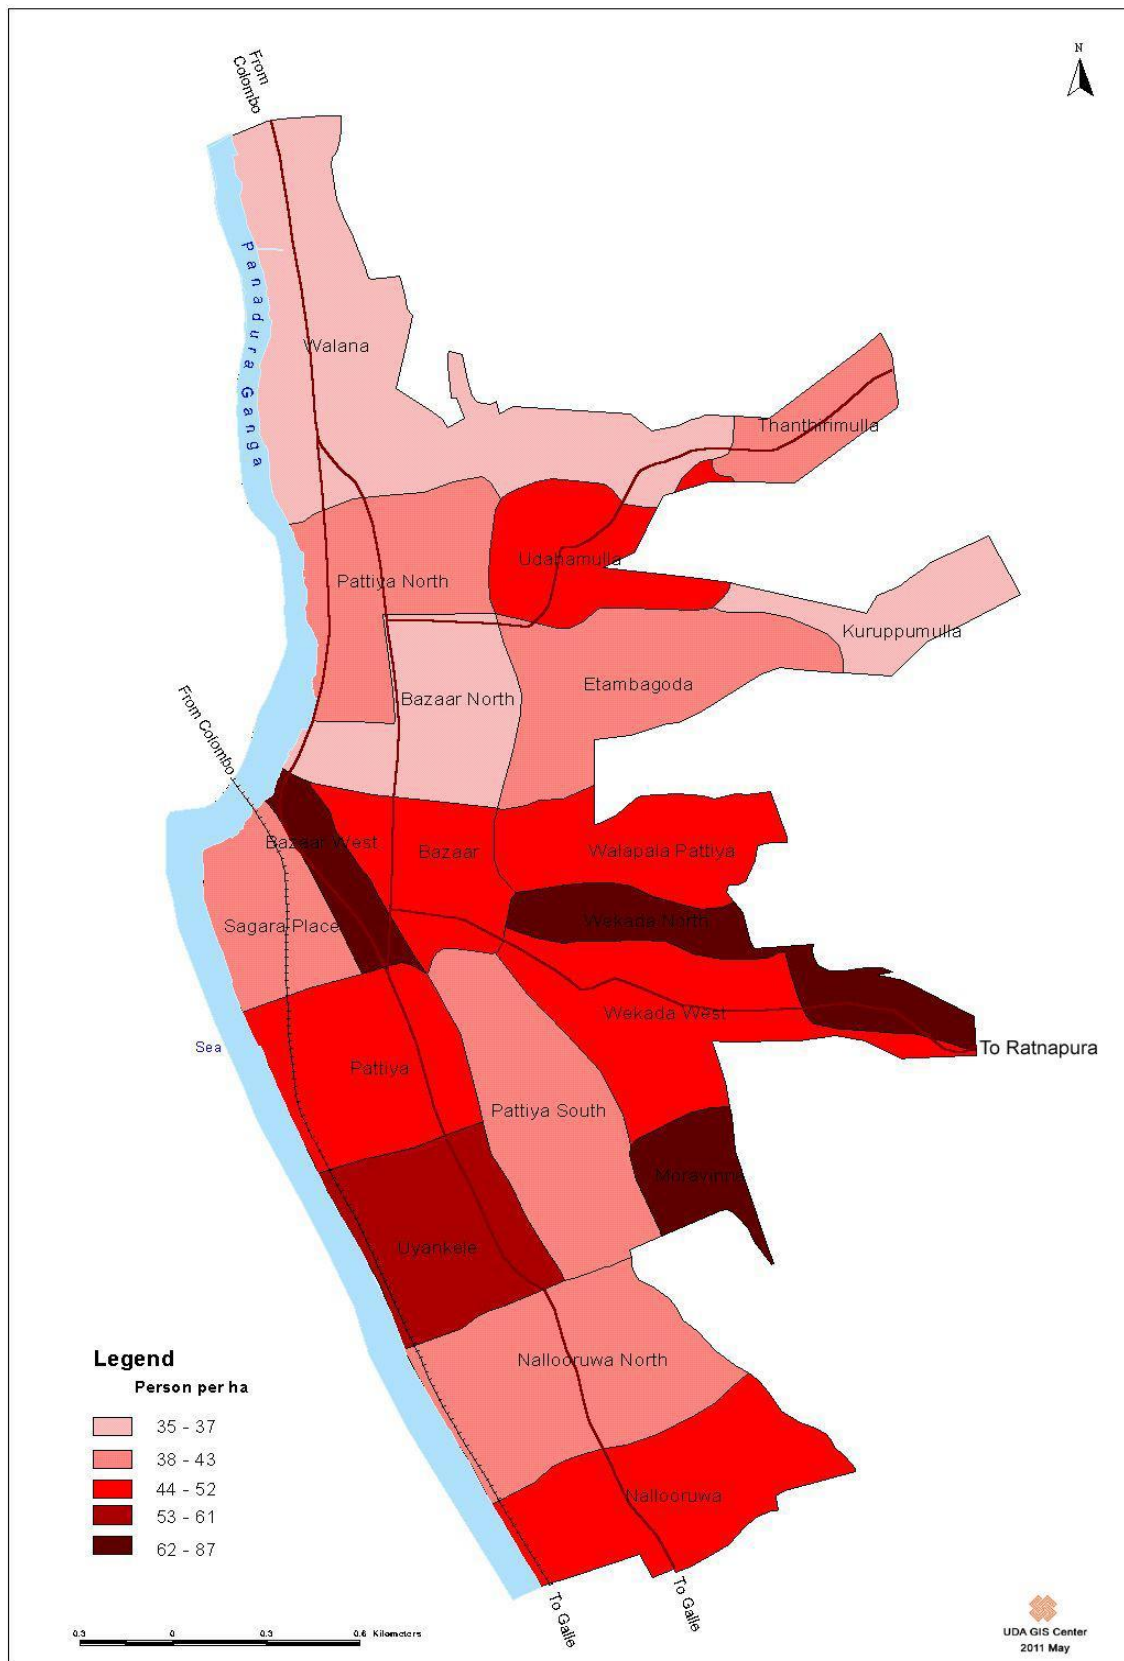 N
From
Colombo
Panadura Ganga
Walana
Thanthirimulla
Udahamulla
Pattiya North
Kuruppumulla
Etambagoda
Bazaar North
From Colombo
Bazaar West
Bazaar
Walapala Pattiya
Wekada North
Sagara Place
Wekada West
Sea
To Ratnapura
Pattiya
Pattiya South
Moravinna
Uyankele
Nallooruwa North
Nallooruwa
Legend
Person per ha
35 - 37
38 - 43
44 - 52
53 - 61
62 - 87
To Galle
To Galle
0.3 0 0.3 0.6 Kilometers
UDA GIS Center
2011 May